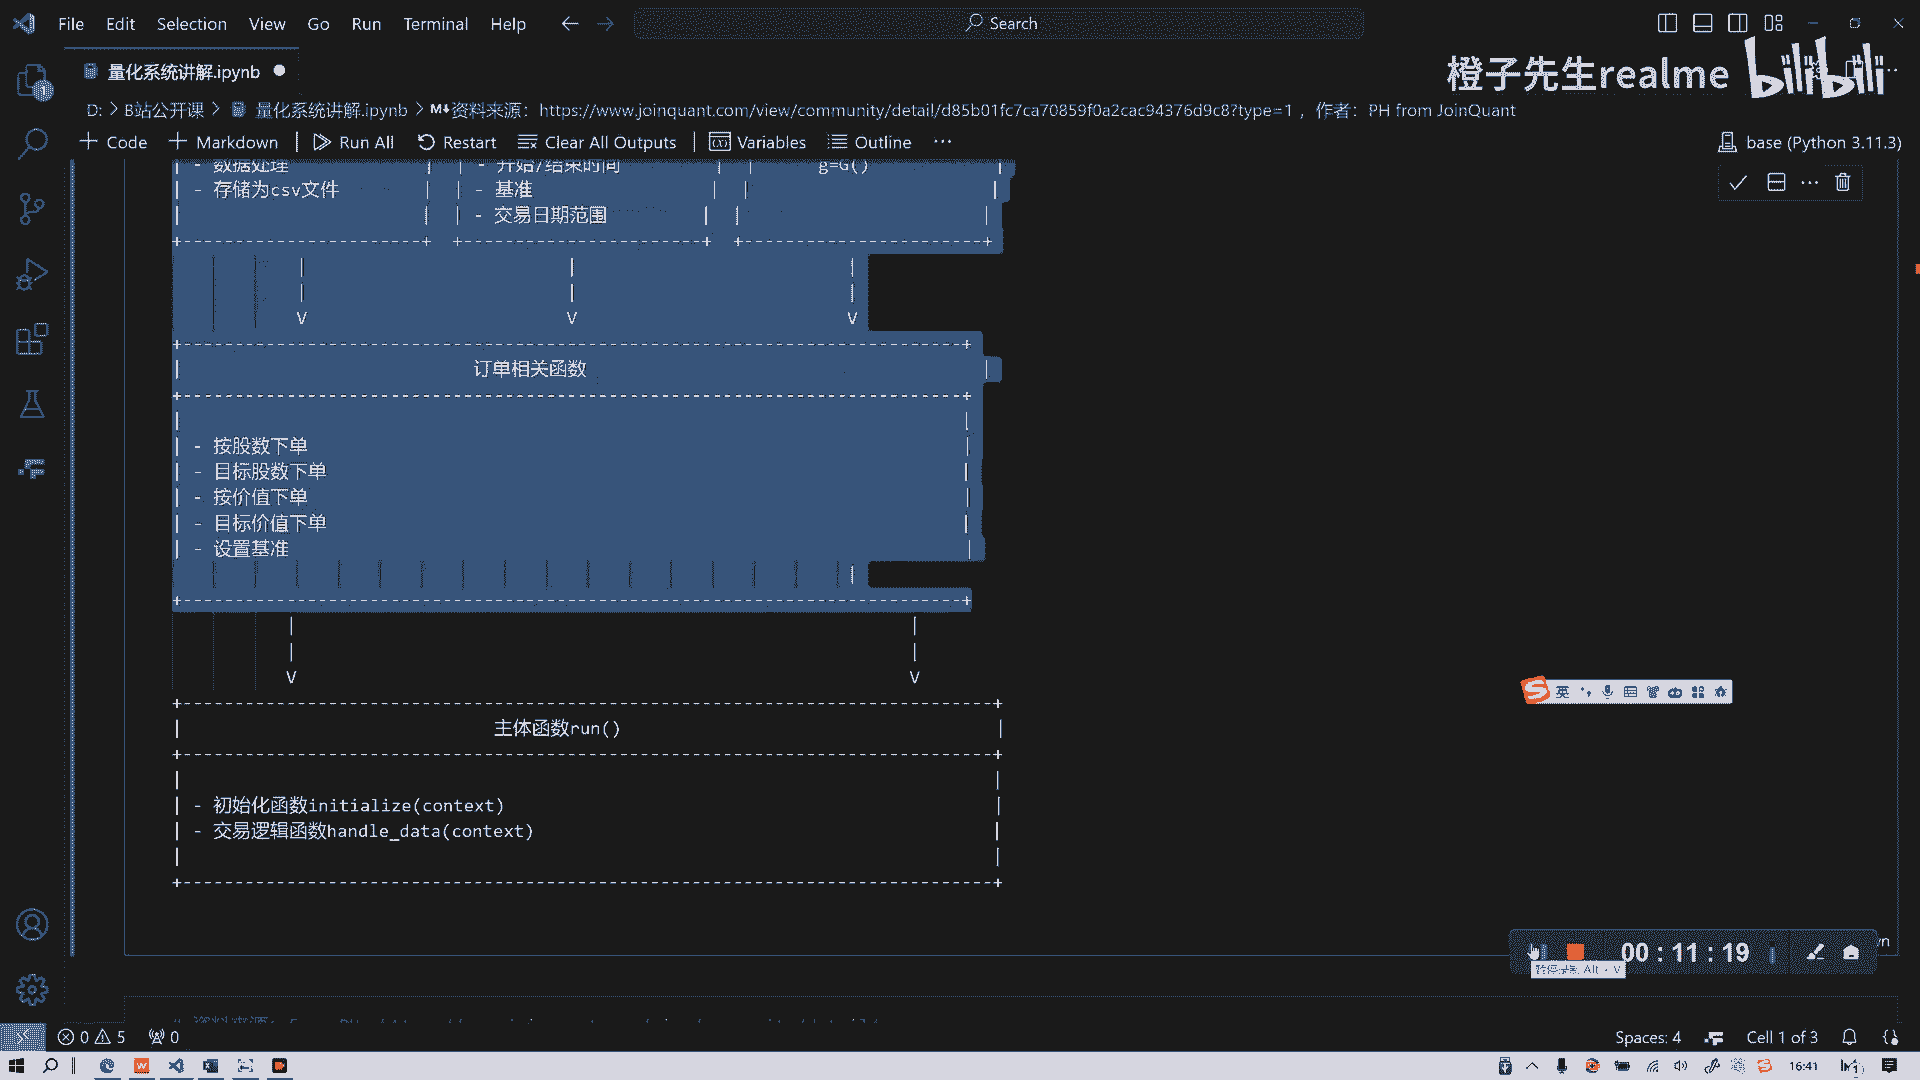 File Edit Selection View Go Run Terminal Help Search
量化系统讲解.ipynb
橙子先生realme bilibili
D: > B站公开课 > 量化系统讲解.ipynb > M↓资料来源：https://www.joinquant.com/view/community/detail/d85b01fc7ca70859f0a2cac94376d9c8?type=1 ，作者：PH from JoinQuant
+ Code + Markdown Run All Restart Clear All Outputs Variables Outline ...
base (Python 3.11.3)
- 数据处理 - 开始/结束时间 g=G()
- 存储为csv文件 - 基准
- 交易日期范围
订单相关函数
- 按股数下单
- 目标股数下单
- 按价值下单
- 目标价值下单
- 设置基准
主体函数run()
- 初始化函数initialize(context)
- 交易逻辑函数handle_data(context)
英
00:11:19
Alt + V
0 5 0
Spaces: 4 Cell 1 of 3
16:41